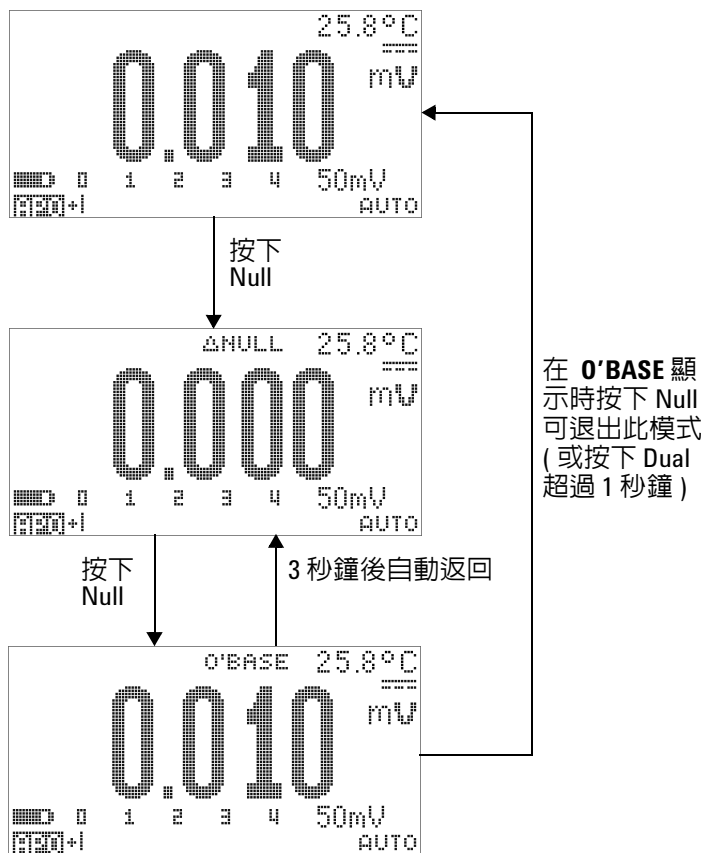 25.8°C
0.010 mV
0 1 2 3 4 50mV
AUTO
按下
Null
ΔNULL 25.8°C
0.000 mV
0 1 2 3 4 50mV
AUTO
按下
Null
3 秒鐘後自動返回
在 O'BASE 顯
示時按下 Null
可退出此模式
( 或按下 Dual
超過 1 秒鐘 )
O'BASE 25.8°C
0.010 mV
0 1 2 3 4 50mV
AUTO